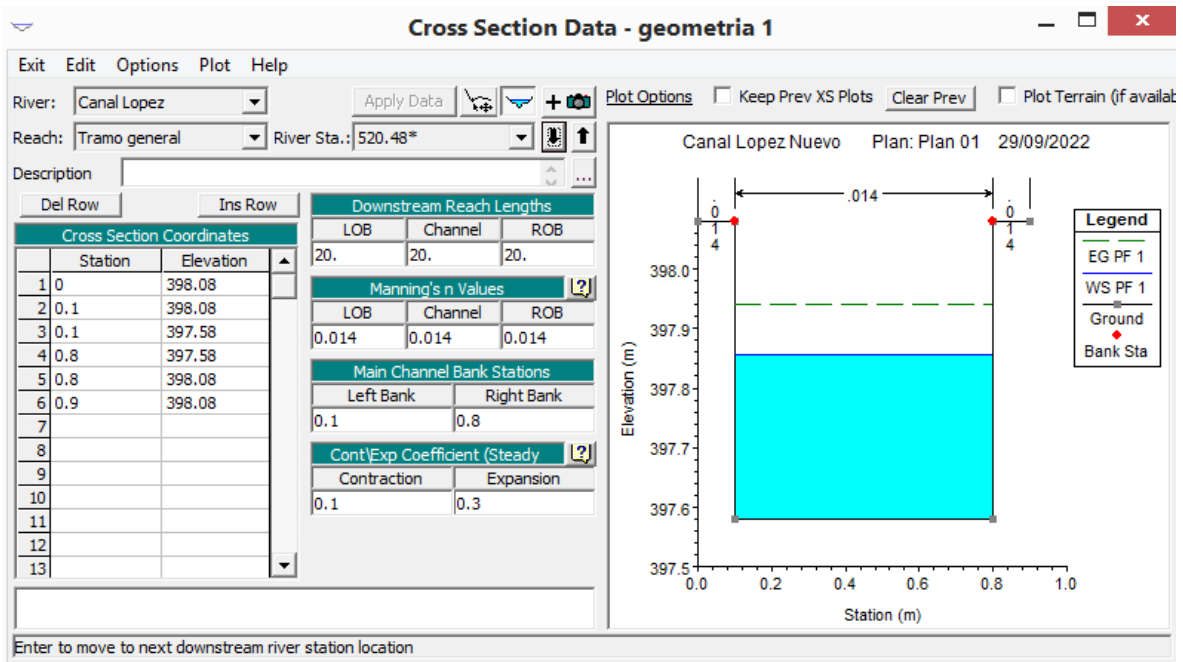 Cross Section Data - geometria 1
Exit Edit Options Plot Help
River: Canal Lopez Apply Data
Reach: Tramo general River Sta.: 520.48*
Description ...
Del Row Ins Row
Cross Section Coordinates
Station Elevation
1 0 398.08
2 0.1 398.08
3 0.1 397.58
4 0.8 397.58
5 0.8 398.08
6 0.9 398.08
7
8
9
10
11
12
13
Downstream Reach Lengths
LOB Channel ROB
20. 20. 20.
Manning's n Values ?
LOB Channel ROB
0.014 0.014 0.014
Main Channel Bank Stations
Left Bank Right Bank
0.1 0.8
Cont\Exp Coefficient (Steady ?
Contraction Expansion
0.1 0.3
Plot Options Keep Prev XS Plots Clear Prev Plot Terrain (if availab
Canal Lopez Nuevo Plan: Plan 01 29/09/2022
.014
.014
.014
Legend
EG PF 1
WS PF 1
Ground
Bank Sta
398.0
397.9
397.8
397.7
397.6
397.5
Elevation (m)
0.0 0.2 0.4 0.6 0.8 1.0
Station (m)
Enter to move to next downstream river station location